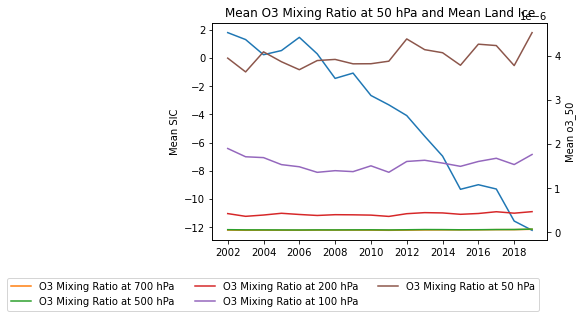 Mean O3 Mixing Ratio at 50 hPa and Mean Land Ice
1e−6
2
0
−2
−4
−6
−8
−10
−12
Mean SIC
4
3
2
1
0
Mean o3_50
2002 2004 2006 2008 2010 2012 2014 2016 2018
O3 Mixing Ratio at 700 hPa O3 Mixing Ratio at 200 hPa O3 Mixing Ratio at 50 hPa
O3 Mixing Ratio at 500 hPa O3 Mixing Ratio at 100 hPa